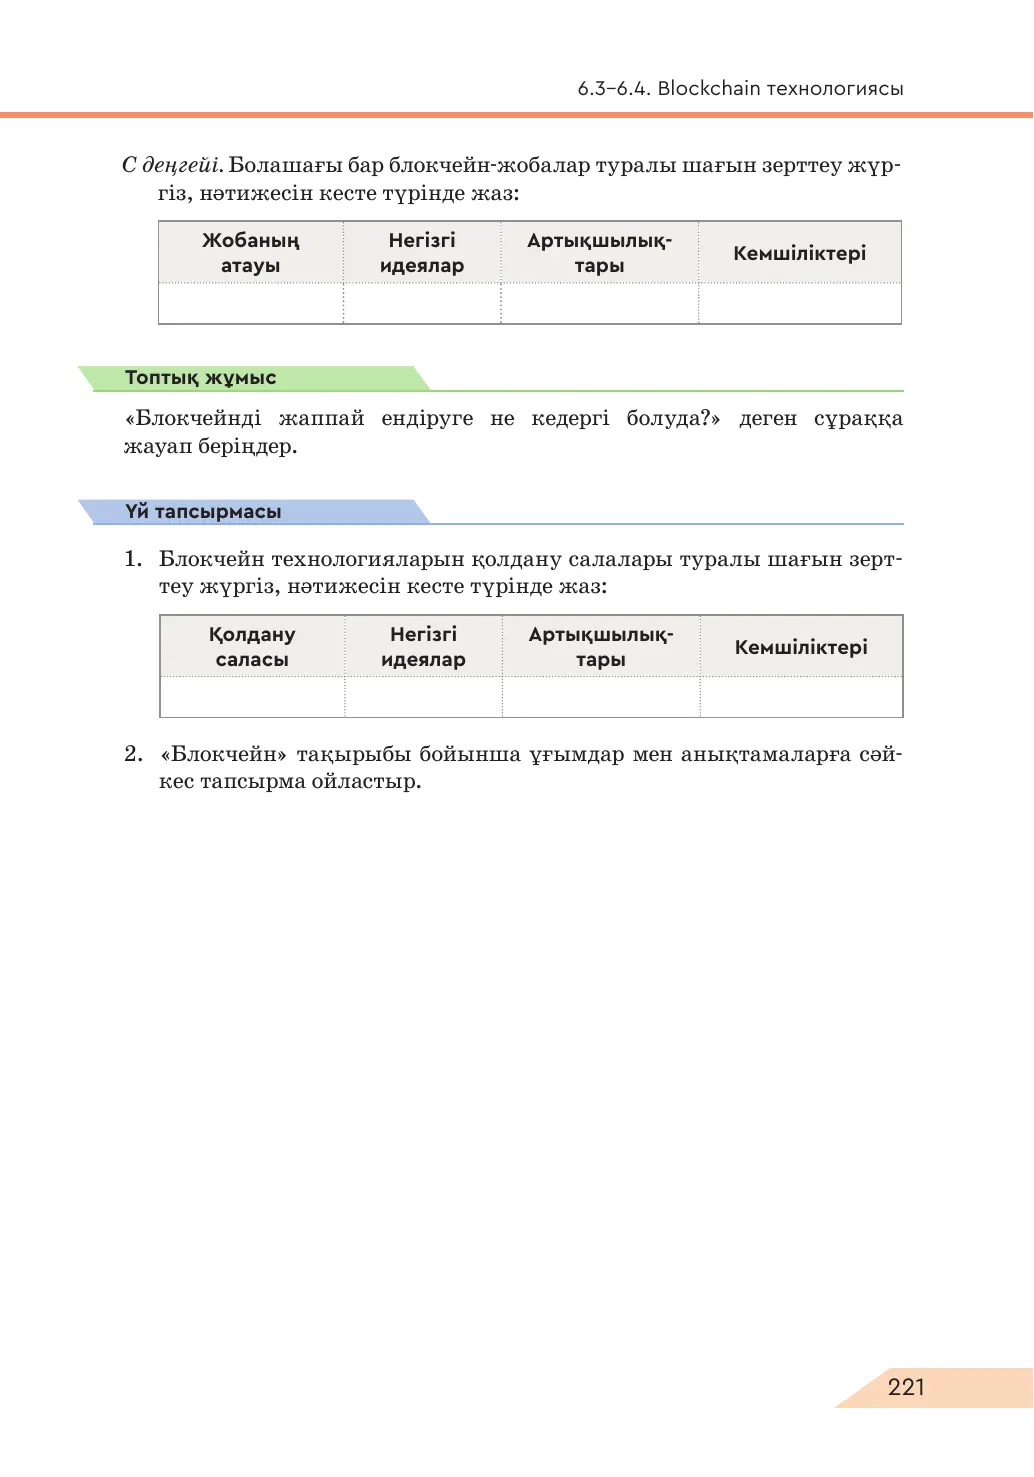 6.3–6.4. Blockchain технологиясы
С деңгейі. Болашағы бар блокчейн-жобалар туралы шағын зерттеу жүр-
гіз, нәтижесін кесте түрінде жаз:
Жобаның
атауы
Негізгі
идеялар
Артықшылық-
тары
Кемшіліктері
Топтық жұмыс
«Блокчейнді жаппай ендіруге не кедергі болуда?» деген сұраққа
жауап беріңдер.
Үй тапсырмасы
1. Блокчейн технологияларын қолдану салалары туралы шағын зерт-
теу жүргіз, нәтижесін кесте түрінде жаз:
Қолдану
саласы
Негізгі
идеялар
Артықшылық-
тары
Кемшіліктері
2. «Блокчейн» тақырыбы бойынша ұғымдар мен анықтамаларға сәй-
кес тапсырма ойластыр.
221